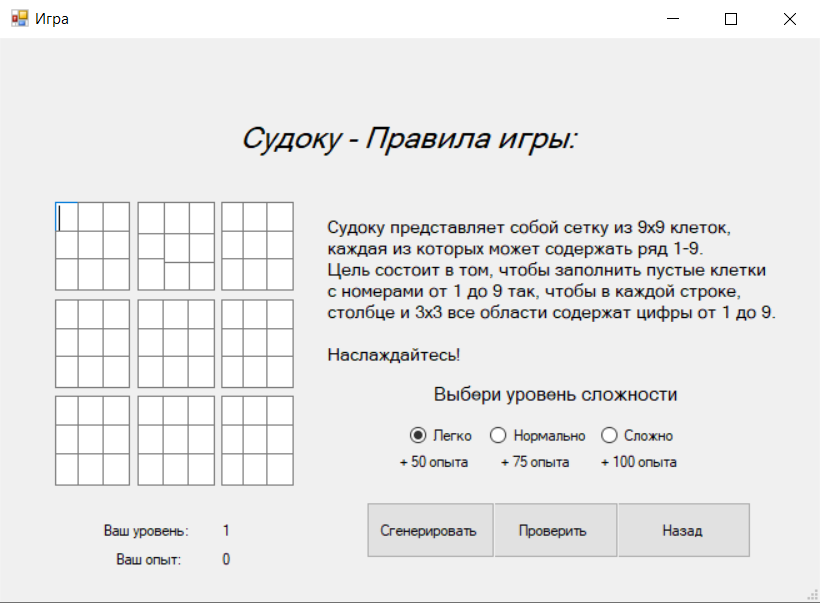 Игра
Судоку - Правила игры:
Судоку представляет собой сетку из 9x9 клеток,
каждая из которых может содержать ряд 1-9.
Цель состоит в том, чтобы заполнить пустые клетки
с номерами от 1 до 9 так, чтобы в каждой строке,
столбце и 3x3 все области содержат цифры от 1 до 9.
Наслаждайтесь!
Выбери уровень сложности
Легко Нормально Сложно
+ 50 опыта + 75 опыта + 100 опыта
Сгенерировать Проверить Назад
Ваш уровень: 1
Ваш опыт: 0